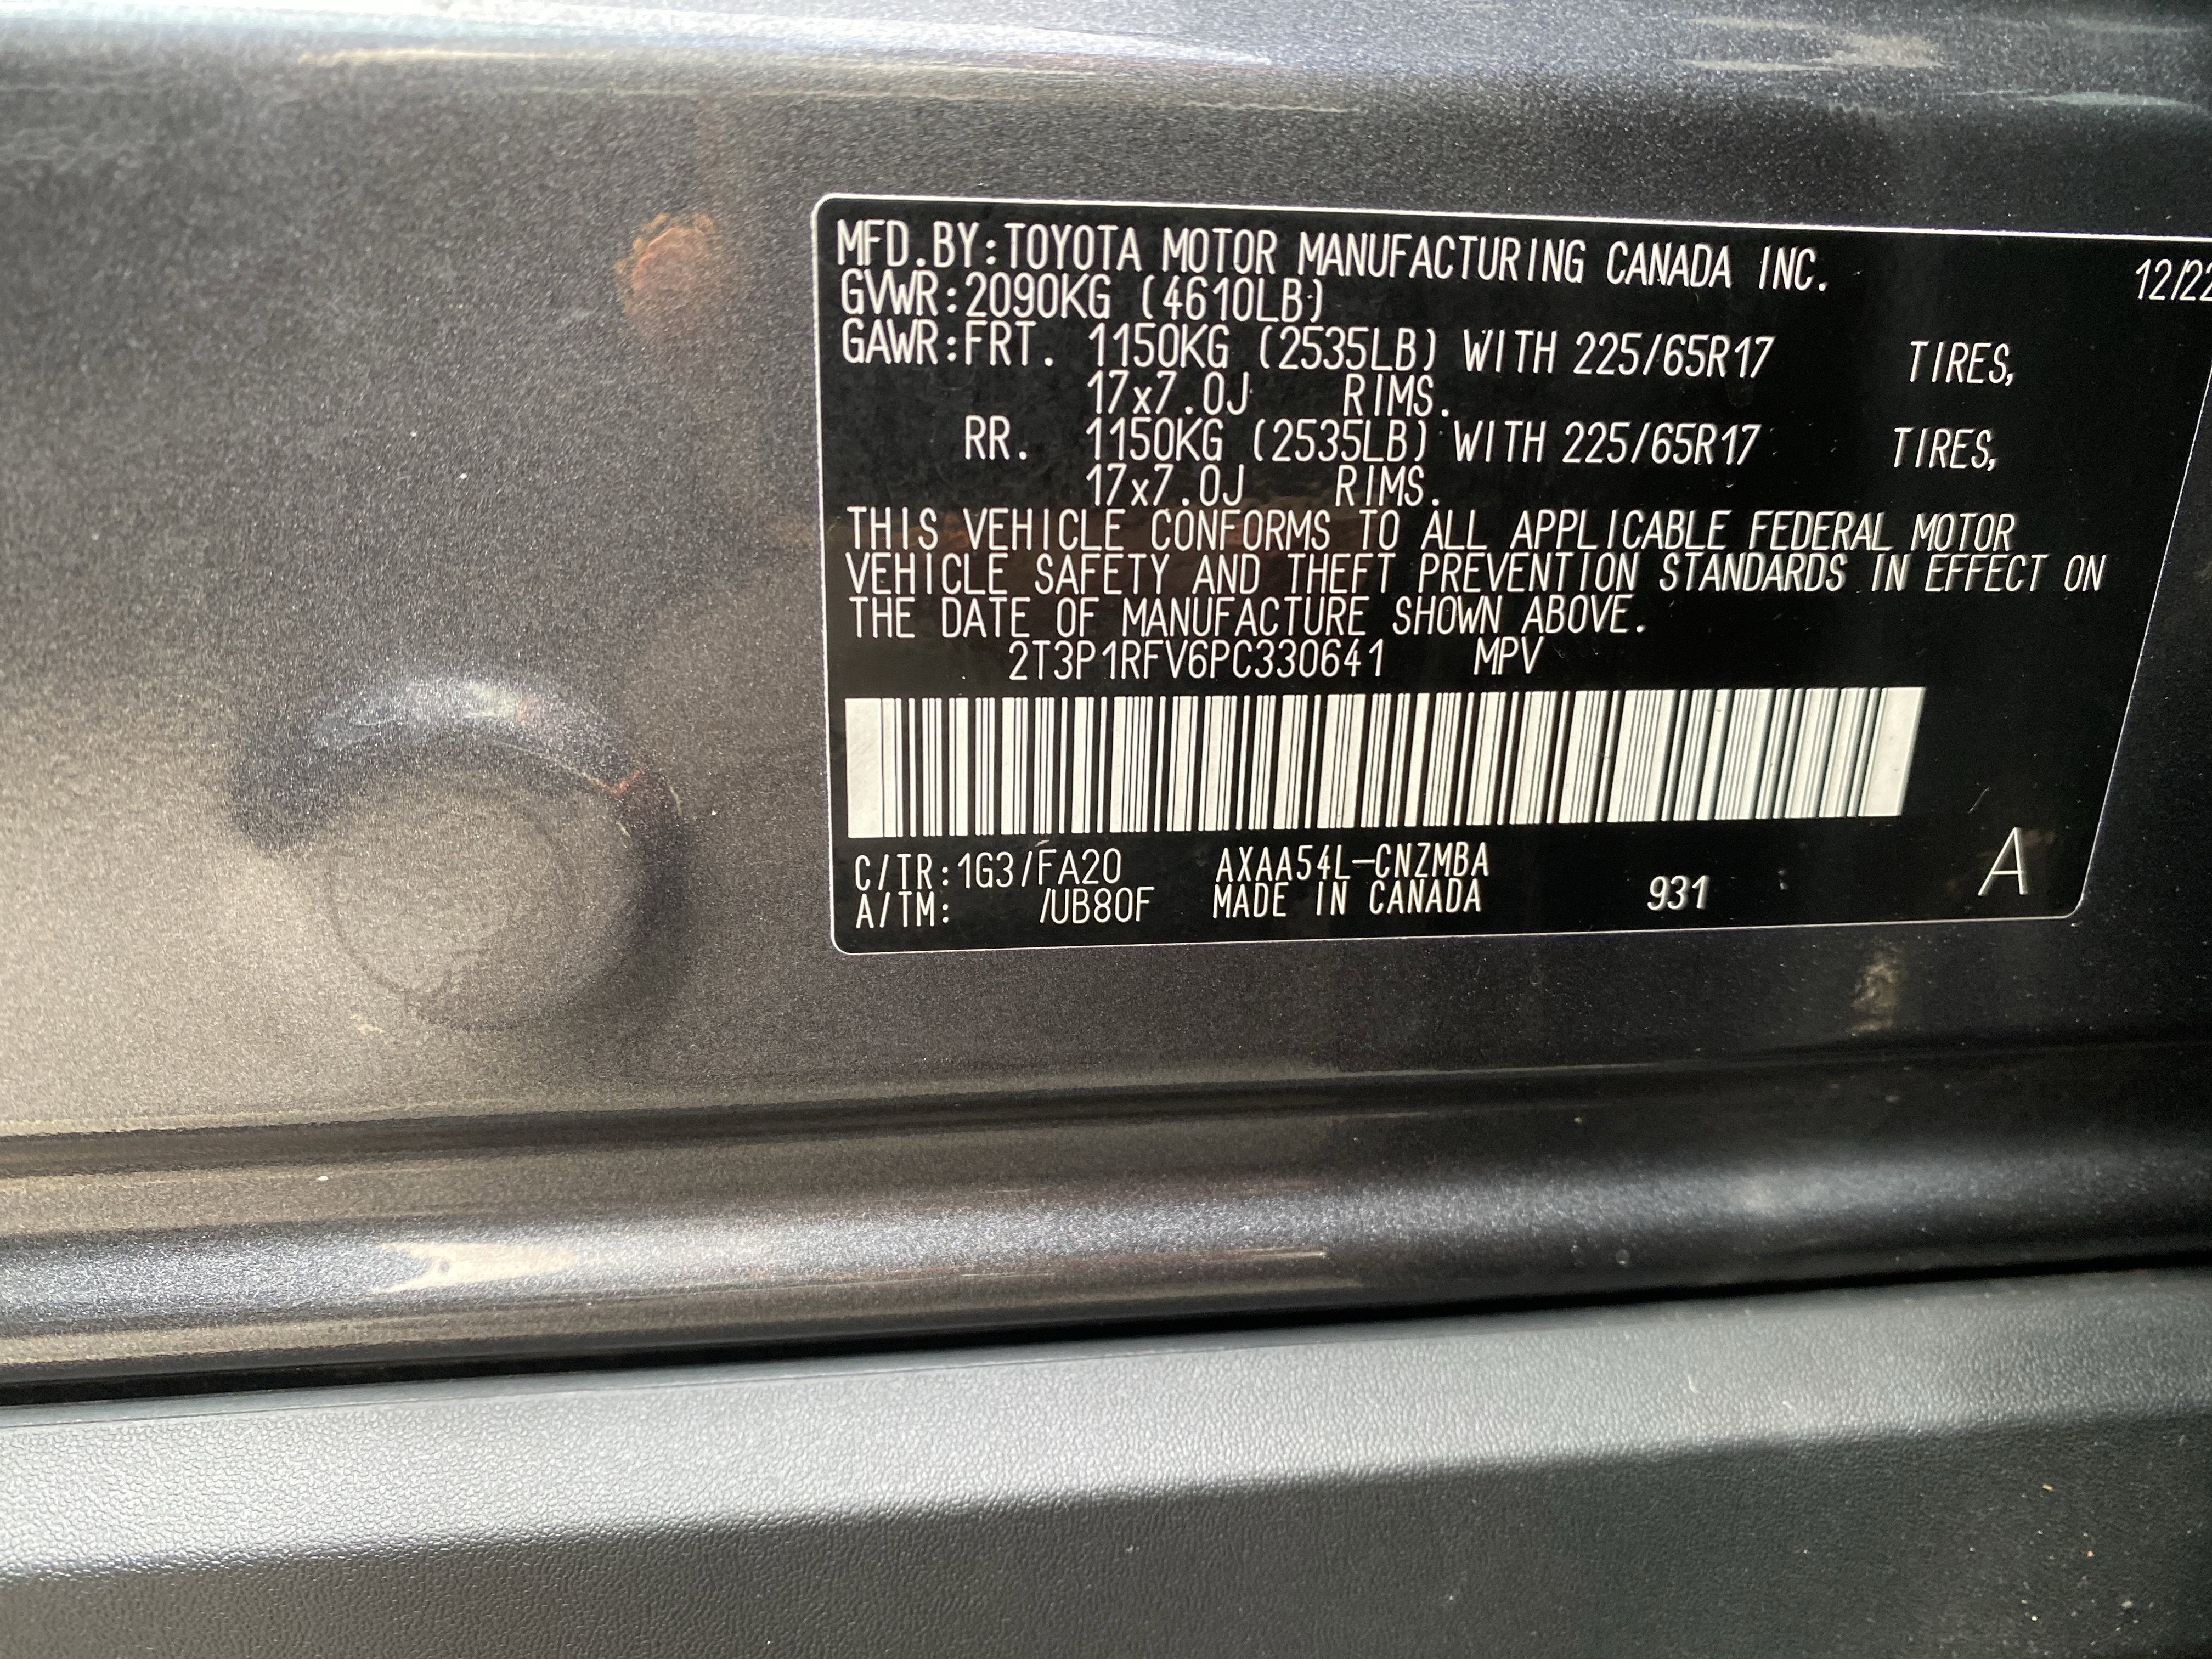 MFD.BY:TOYOTA MOTOR MANUFACTURING CANADA INC. 12/22
GVWR:2090KG (4610LB)
GAWR:FRT. 1150KG (2535LB) WITH 225/65R17 TIRES,
17x7.0J RIMS.
RR. 1150KG (2535LB) WITH 225/65R17 TIRES,
17x7.0J RIMS.
THIS VEHICLE CONFORMS TO ALL APPLICABLE FEDERAL MOTOR
VEHICLE SAFETY AND THEFT PREVENTION STANDARDS IN EFFECT ON
THE DATE OF MANUFACTURE SHOWN ABOVE.
2T3P1RFV6PC330641 MPV
C/TR:1G3/FA20 AXAA54L-CNZMBA
A/TM: /UB80F MADE IN CANADA 931 A